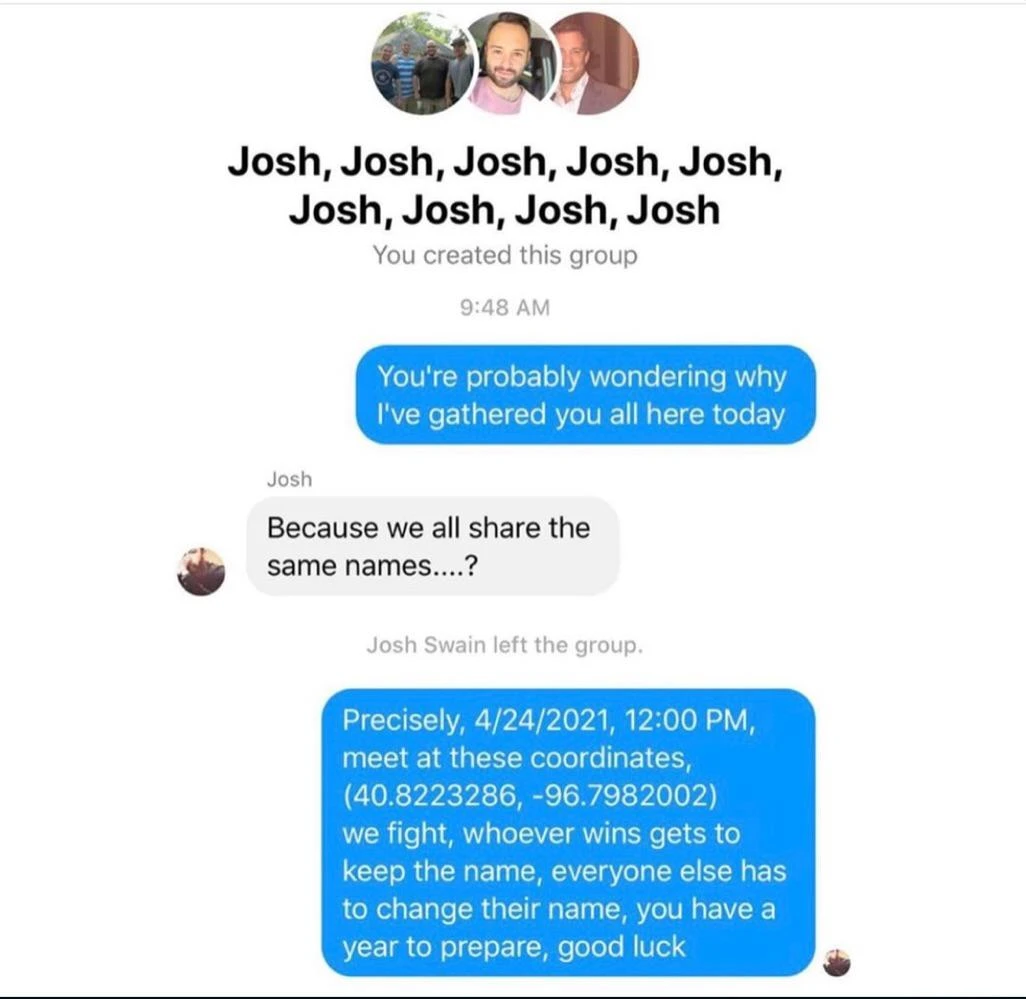 Josh, Josh, Josh, Josh, Josh,
Josh, Josh, Josh, Josh
You created this group
9:48 AM
You're probably wondering why
I've gathered you all here today
Josh
Because we all share the
same names....?
Josh Swain left the group.
Precisely, 4/24/2021, 12:00 PM,
meet at these coordinates,
(40.8223286, -96.7982002)
we fight, whoever wins gets to
keep the name, everyone else has
to change their name, you have a
year to prepare, good luck